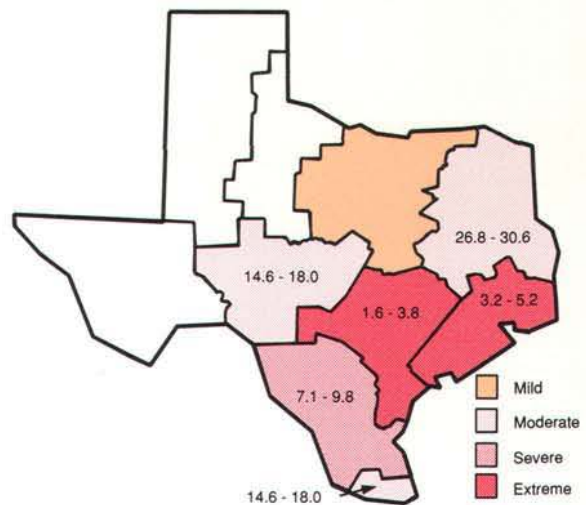 26.8 - 30.6
14.6 - 18.0
1.6 - 3.8
3.2 - 5.2
7.1 - 9.8
14.6 - 18.0
Mild
Moderate
Severe
Extreme